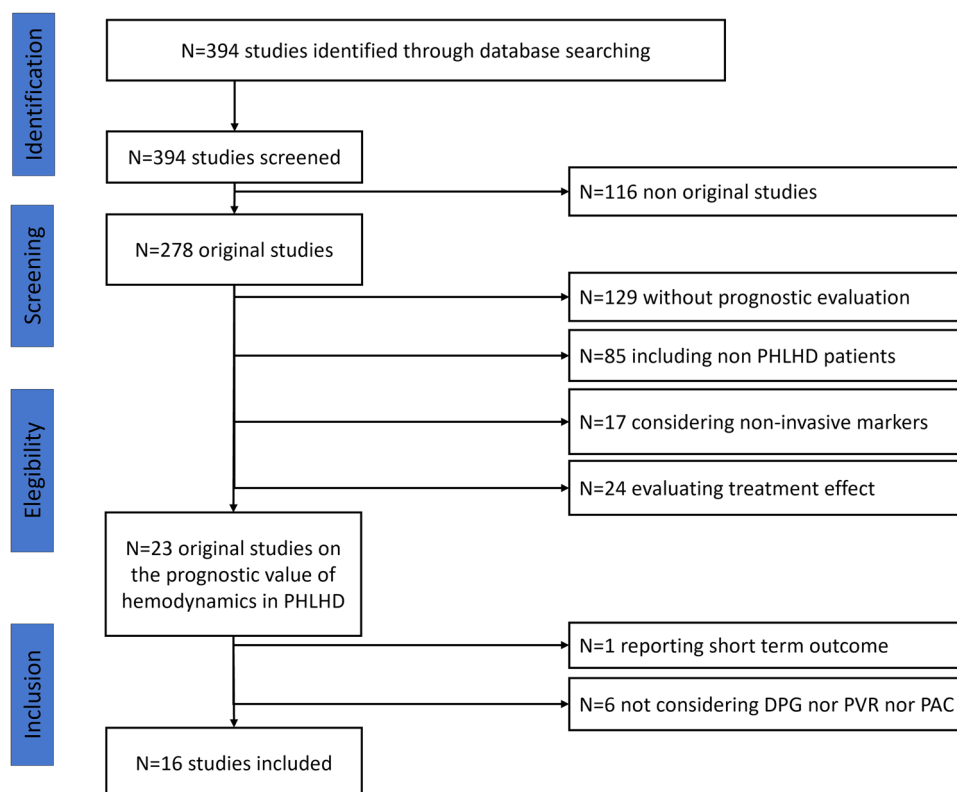 Identification
N=394 studies identified through database searching
N=394 studies screened
N=116 non original studies
Screening
N=278 original studies
N=129 without prognostic evaluation
N=85 including non PHLHD patients
Elegibility
N=17 considering non-invasive markers
N=24 evaluating treatment effect
N=23 original studies on
the prognostic value of
hemodynamics in PHLHD
Inclusion
N=1 reporting short term outcome
N=6 not considering DPG nor PVR nor PAC
N=16 studies included